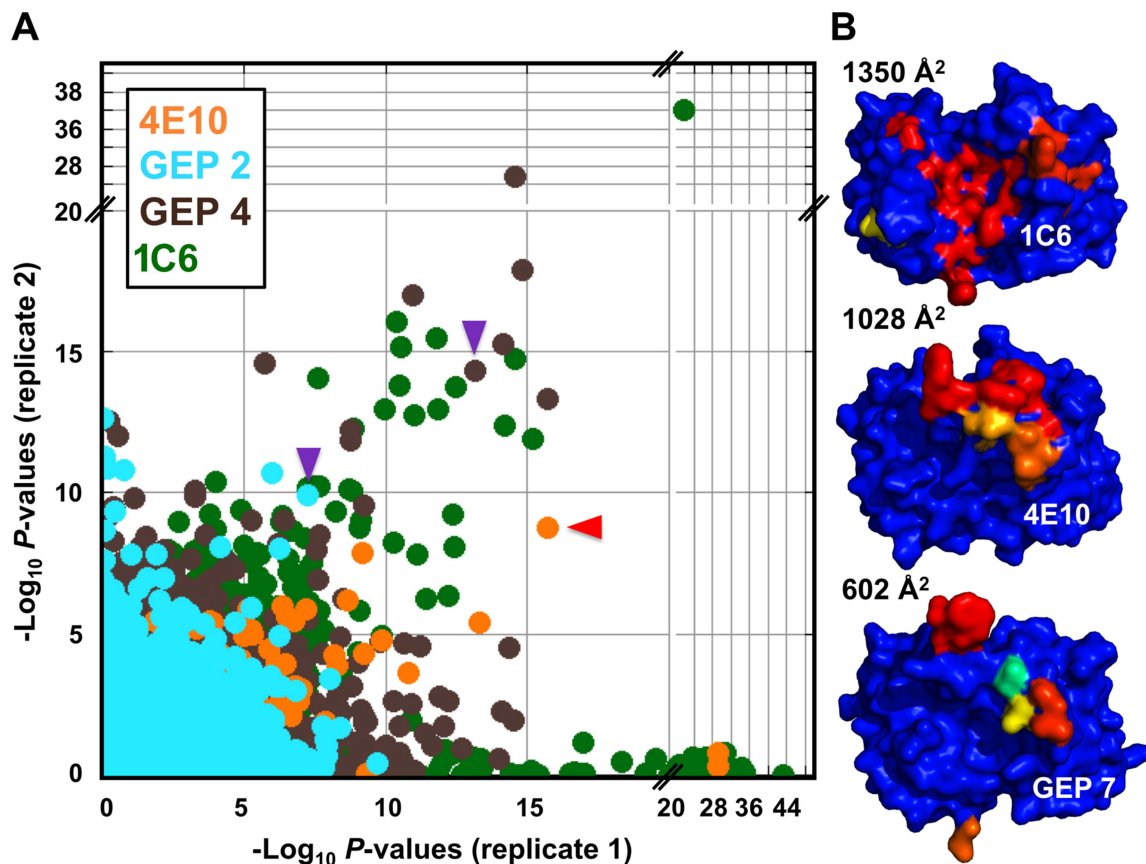 A
B
-Log10 P-values (replicate 2)
38
36
28
20
15
10
5
0
4E10
GEP 2
GEP 4
1C6
0 5 10 15 20 28 36 44
-Log10 P-values (replicate 1)
1350 Å²
1C6
1028 Å²
4E10
602 Å²
GEP 7